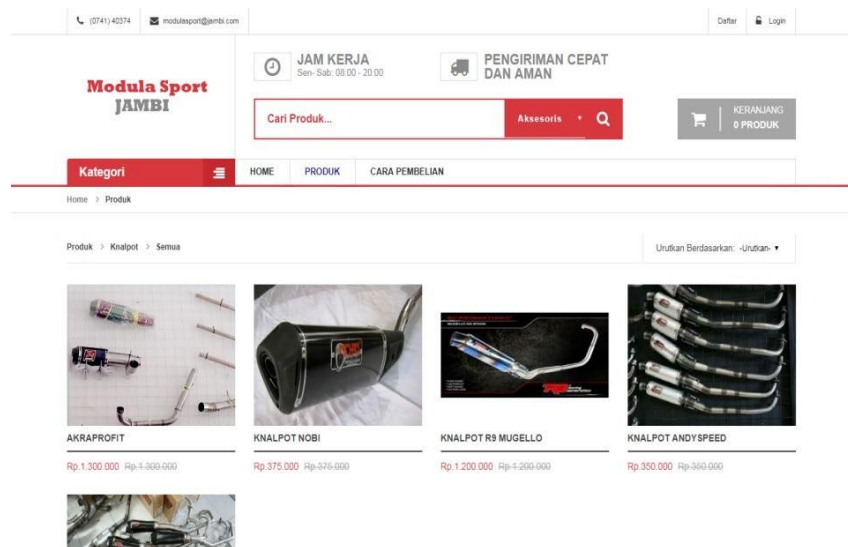 (0741) 40374
modulasport@jambi.com
Daftar
Login
Modula Sport
JAMBI
JAM KERJA
Sen- Sab: 08:00 - 20:00
PENGIRIMAN CEPAT
DAN AMAN
Cari Produk...
Aksesoris
KERANJANG
0 PRODUK
Kategori
HOME
PRODUK
CARA PEMBELIAN
Home > Produk
Produk > Knalpot > Semua
Urutkan Berdasarkan: -Urutkan-
AKRAPROFIT
Rp.1.300.000 Rp.1.300.000
KNALPOT NOBI
Rp.375.000 Rp.375.000
KNALPOT R9 MUGELLO
Rp.1.200.000 Rp.1.200.000
KNALPOT ANDYSPEED
Rp.350.000 Rp.350.000